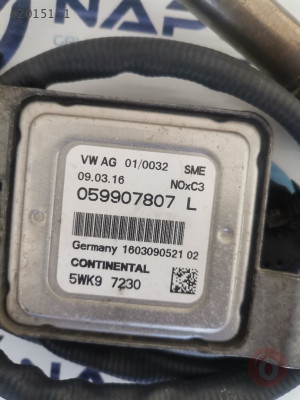 VW AG 01/0032 SME
09.03.16 NOxC3
059907807 L
Germany 1603090521 02
CONTINENTAL
5WK9 7230